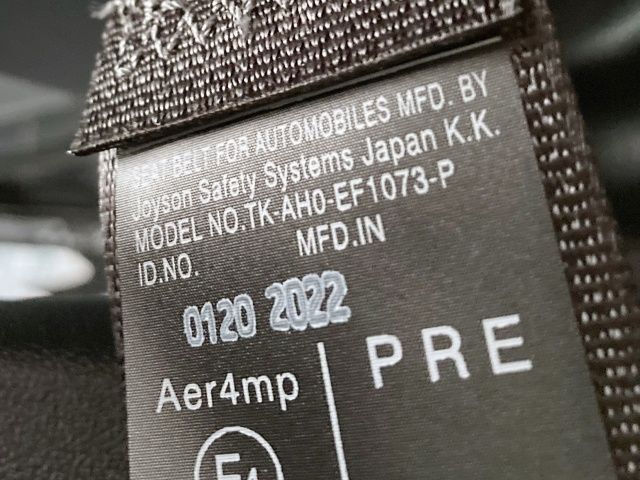 SEAT BELT FOR AUTOMOBILES MFD. BY
Joyson Safety Systems Japan K.K.
MODEL NO.TK-AH0-EF1073-P
ID.NO. MFD.IN
0120 2022
Aer4mp
PRE